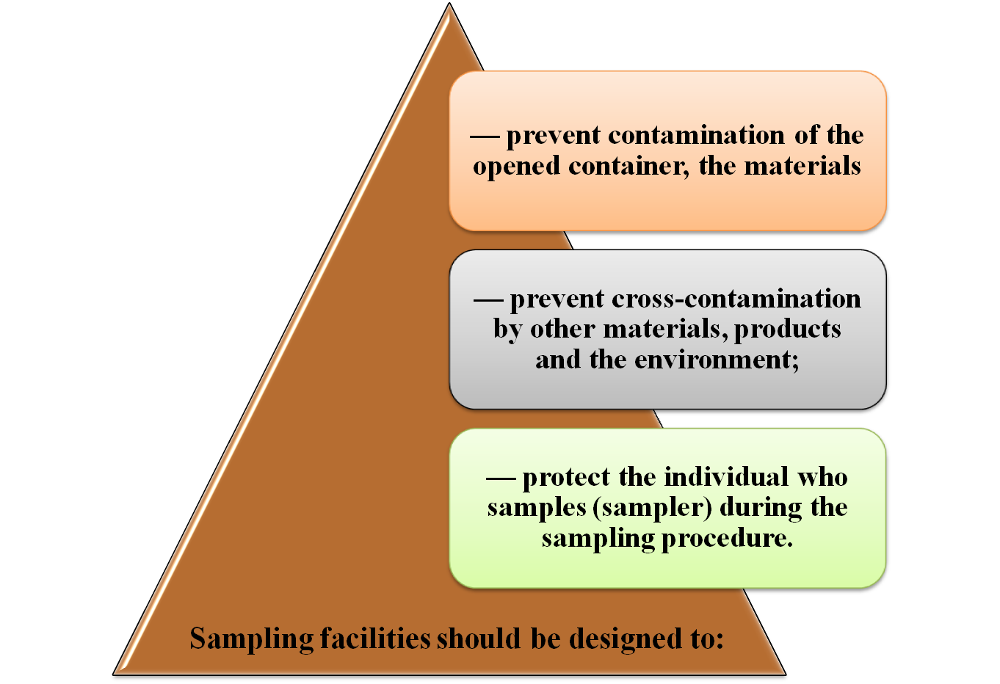 — prevent contamination of the
opened container, the materials
— prevent cross-contamination
by other materials, products
and the environment;
— protect the individual who
samples (sampler) during the
sampling procedure.
Sampling facilities should be designed to: